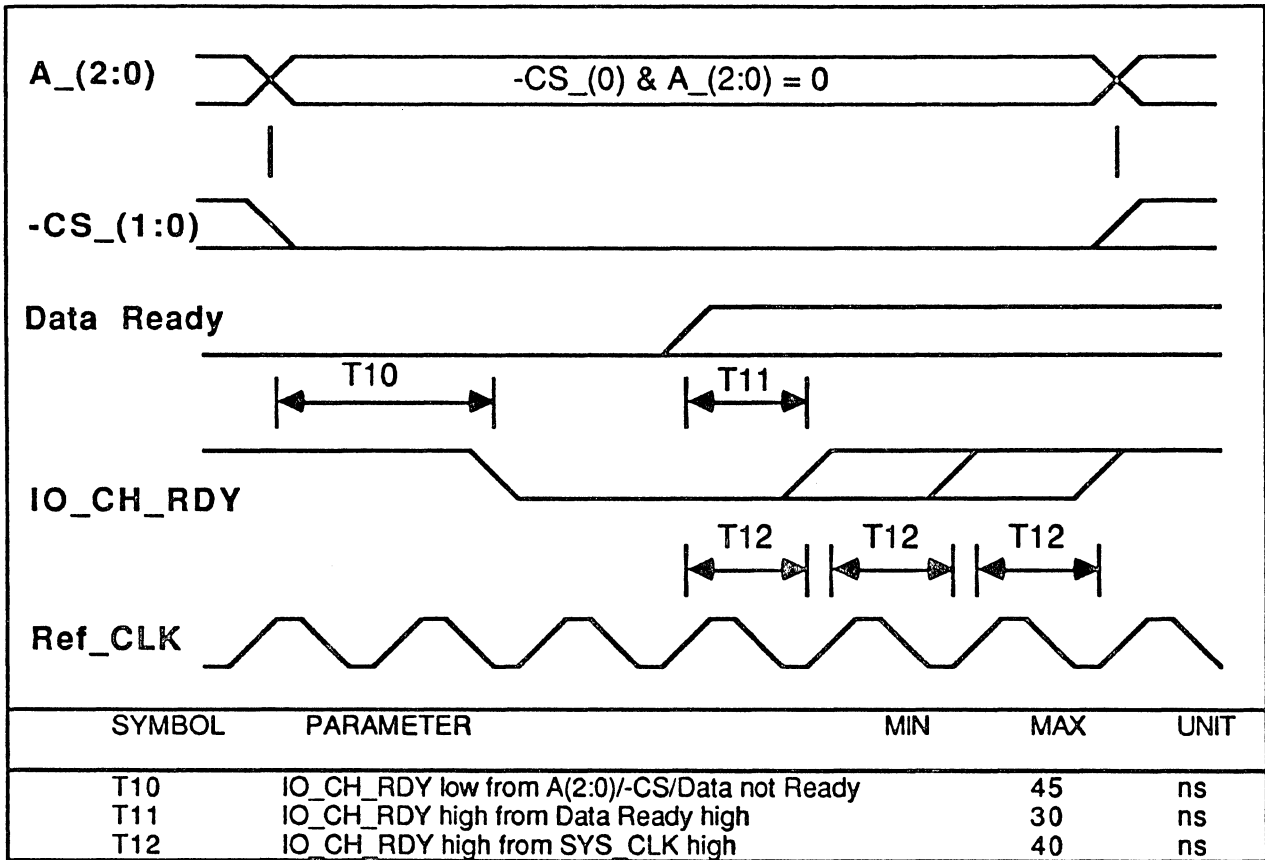 A_(2:0)
-CS_(0) & A_(2:0) = 0
-CS_(1:0)
Data Ready
T10
T11
IO_CH_RDY
T12
T12
T12
Ref_CLK
SYMBOL PARAMETER MIN MAX UNIT
T10 IO_CH_RDY low from A(2:0)/-CS/Data not Ready 45 ns
T11 IO_CH_RDY high from Data Ready high 30 ns
T12 IO_CH_RDY high from SYS_CLK high 40 ns